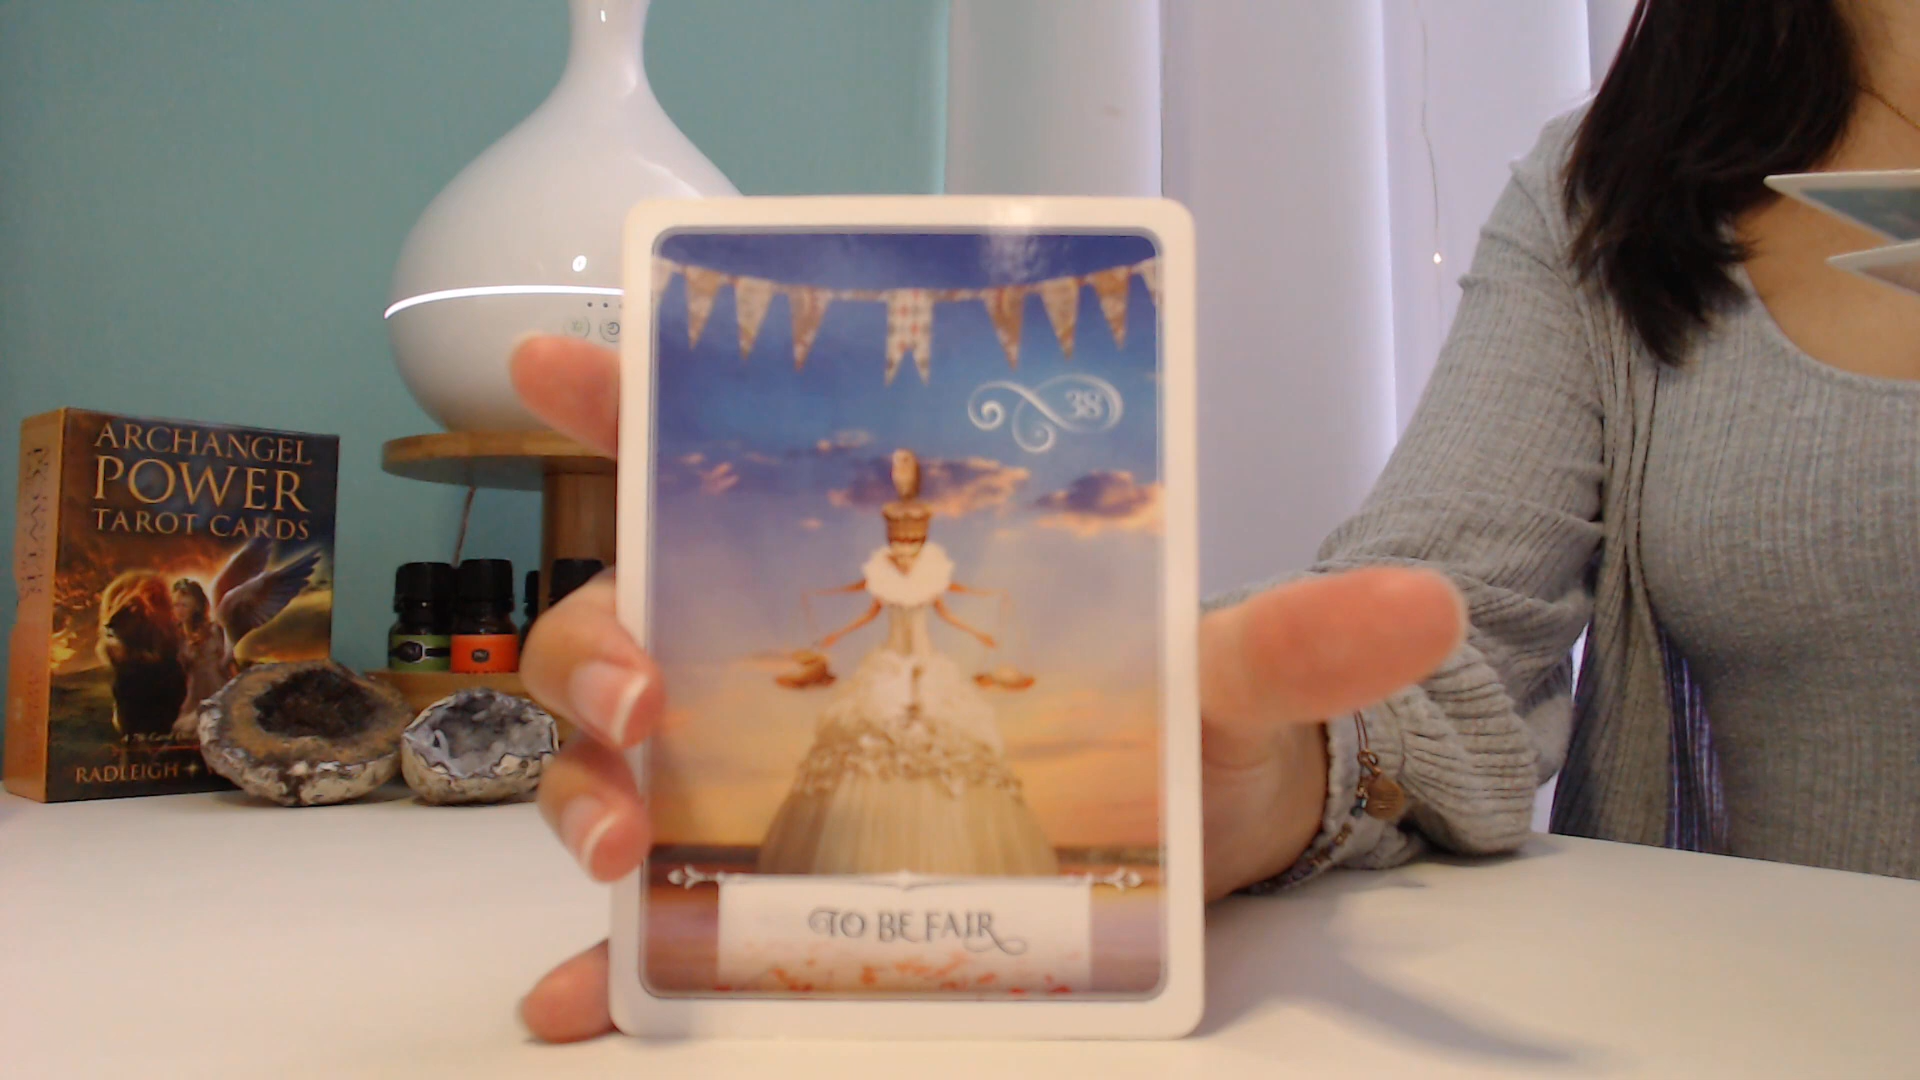 ARCHANGEL
POWER
TAROT CARDS
RADLEIGH
38
TO BE FAIR